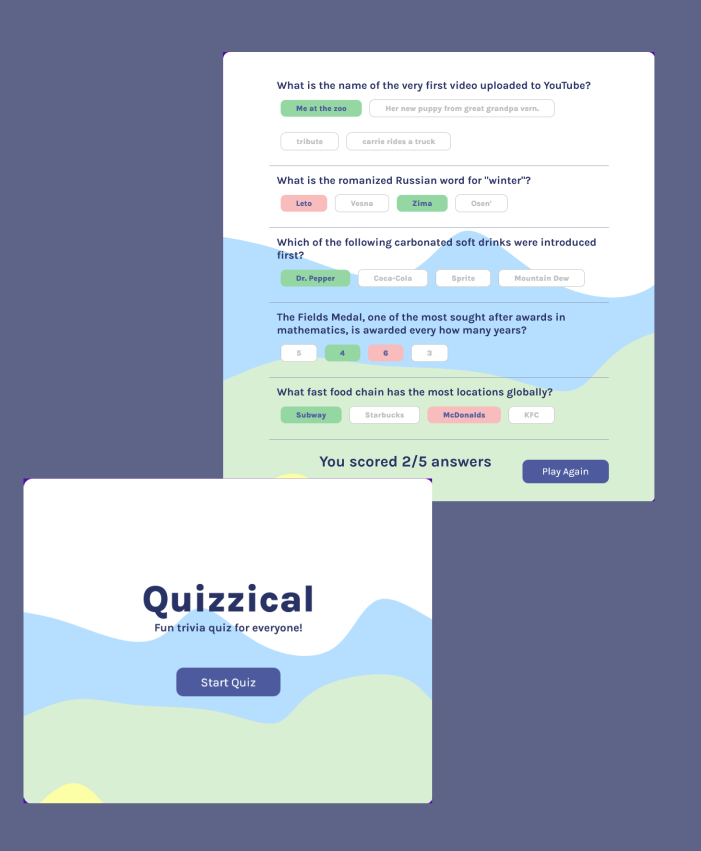 What is the name of the very first video uploaded to YouTube?
Me at the zoo
Her new puppy from great grandpa vern.
tribute
carrie rides a truck
What is the romanized Russian word for "winter"?
Leto
Vesna
Zima
Osen'
Which of the following carbonated soft drinks were introduced
first?
Dr. Pepper
Coca-Cola
Sprite
Mountain Dew
The Fields Medal, one of the most sought after awards in
mathematics, is awarded every how many years?
5
4
6
3
What fast food chain has the most locations globally?
Subway
Starbucks
McDonalds
KFC
You scored 2/5 answers
Play Again
Quizzical
Fun trivia quiz for everyone!
Start Quiz